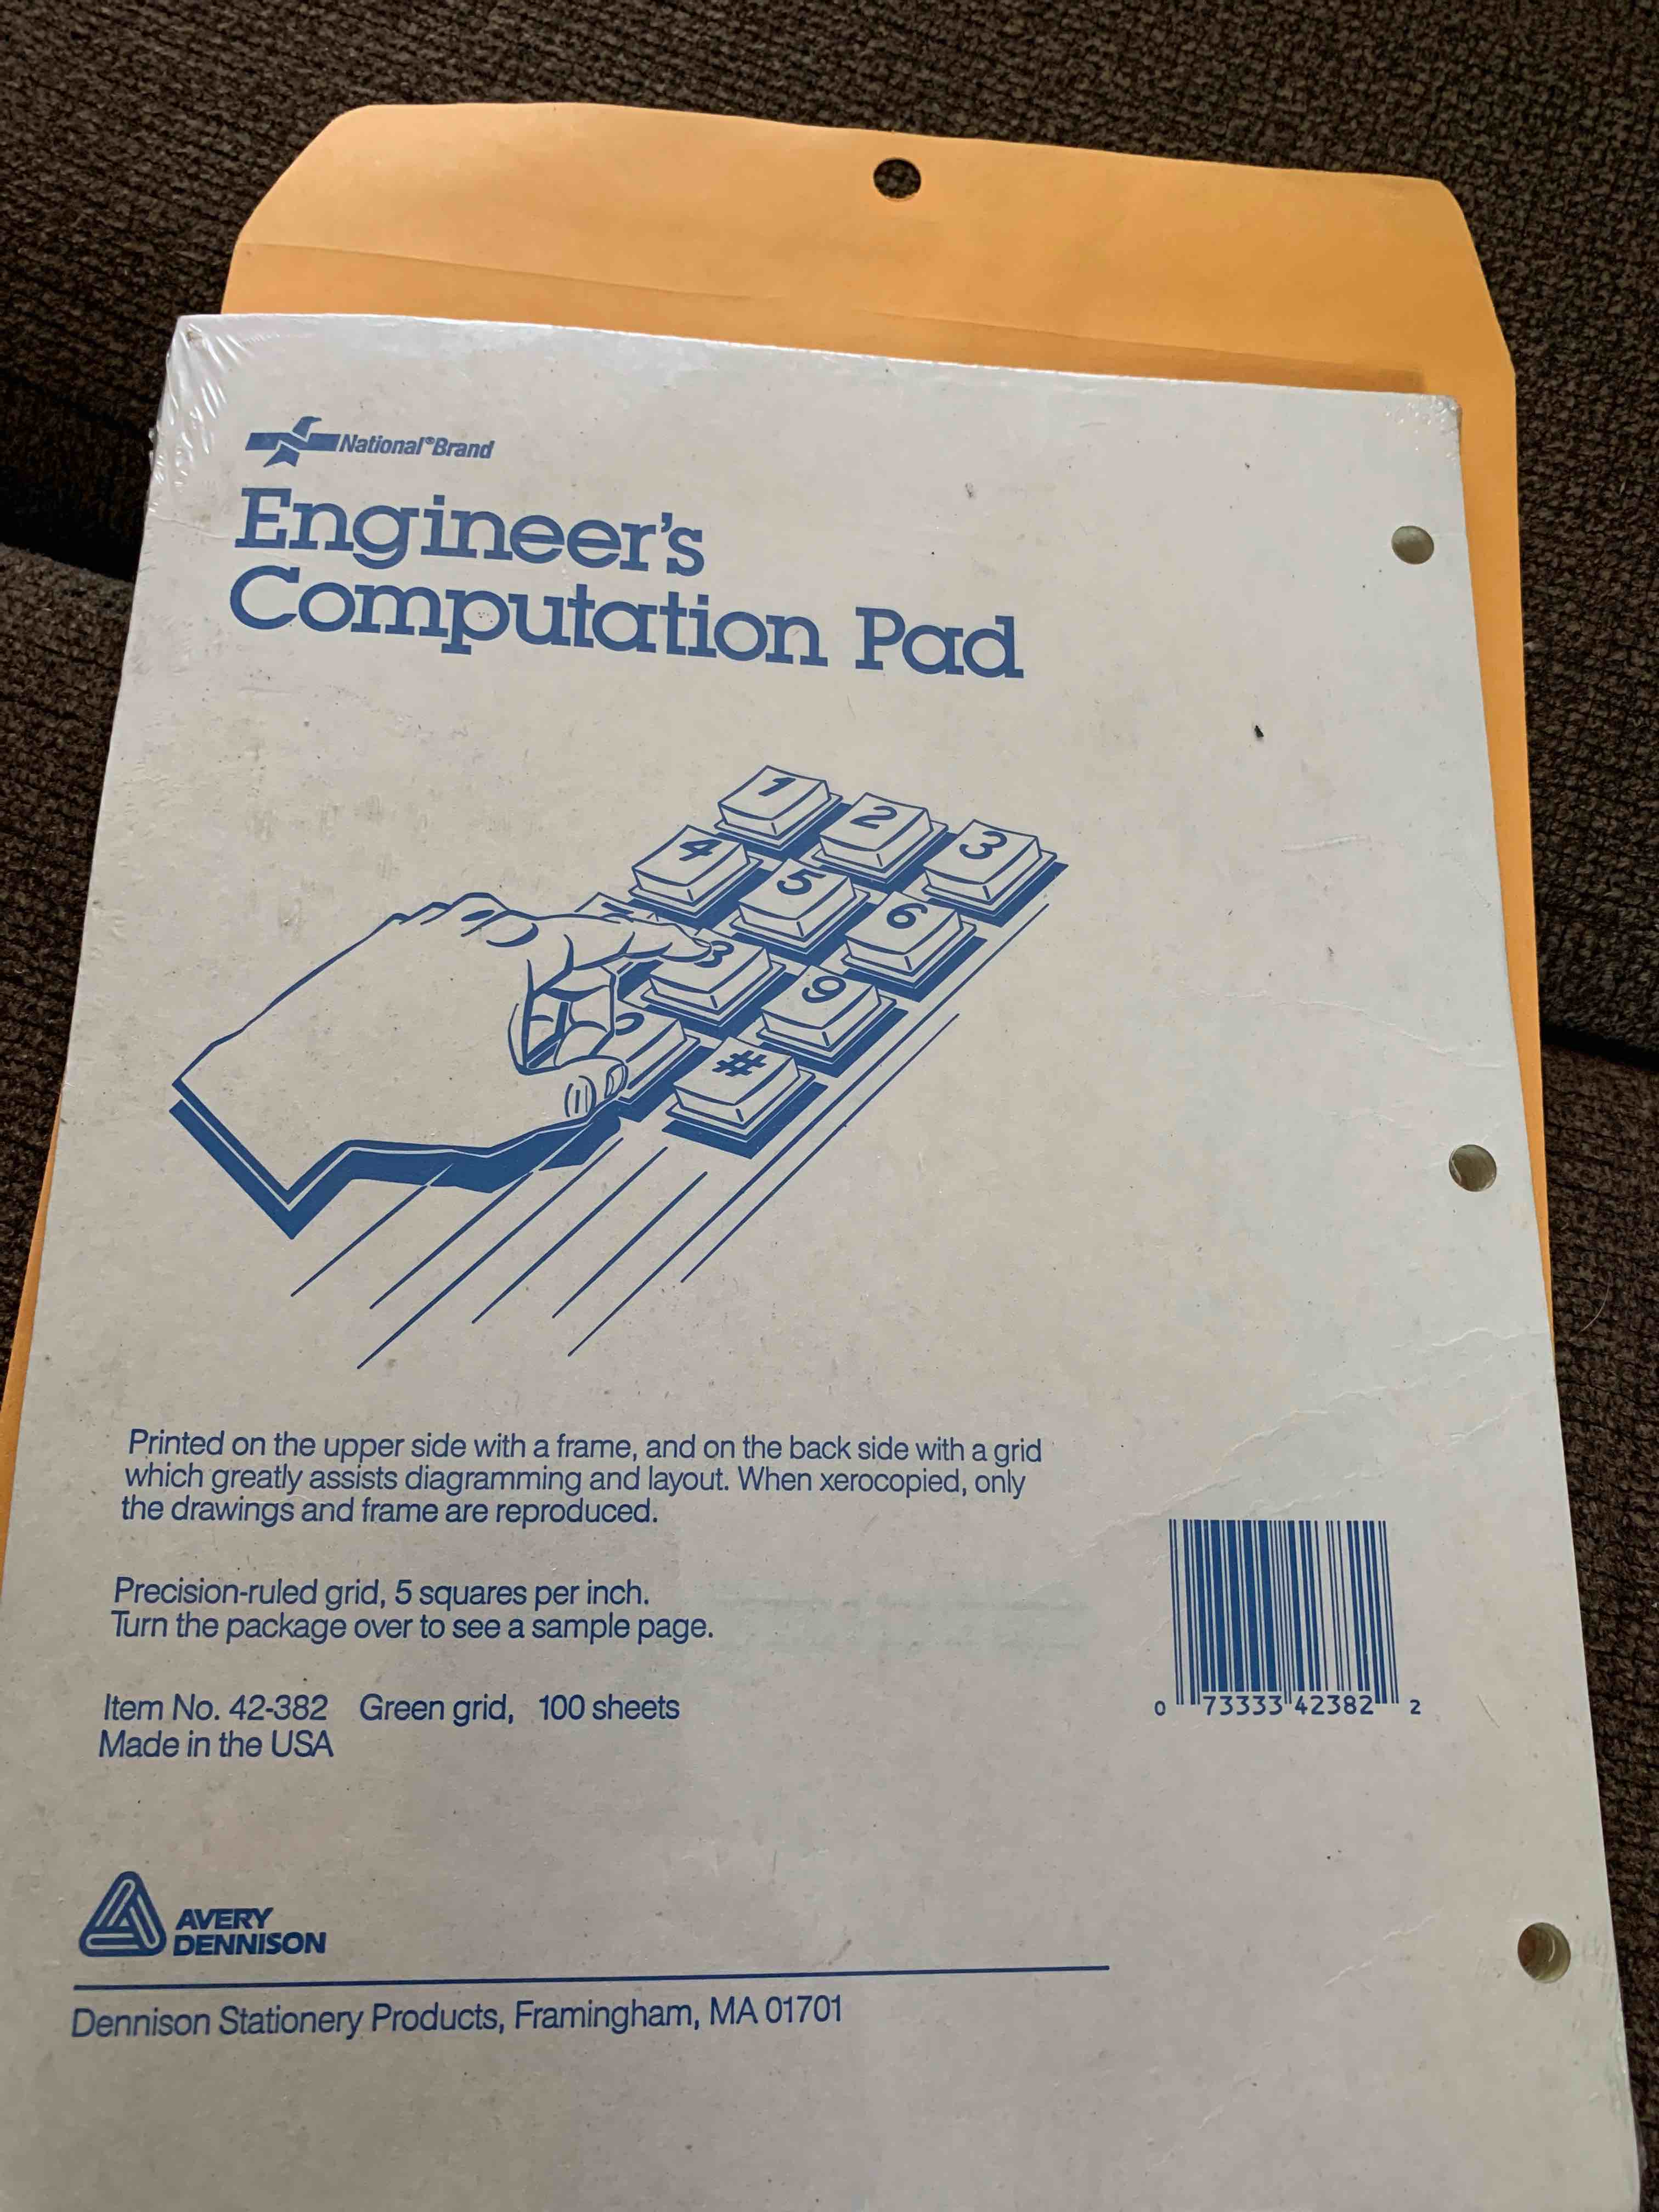 National®Brand
Engineer's
Computation Pad
1
2
3
4
5
6
9
#
Printed on the upper side with a frame, and on the back side with a grid
which greatly assists diagramming and layout. When xerocopied, only
the drawings and frame are reproduced.
Precision-ruled grid, 5 squares per inch.
Turn the package over to see a sample page.
Item No. 42-382 Green grid, 100 sheets
Made in the USA
0 73333 42382 2
AVERY
DENNISON
Dennison Stationery Products, Framingham, MA 01701